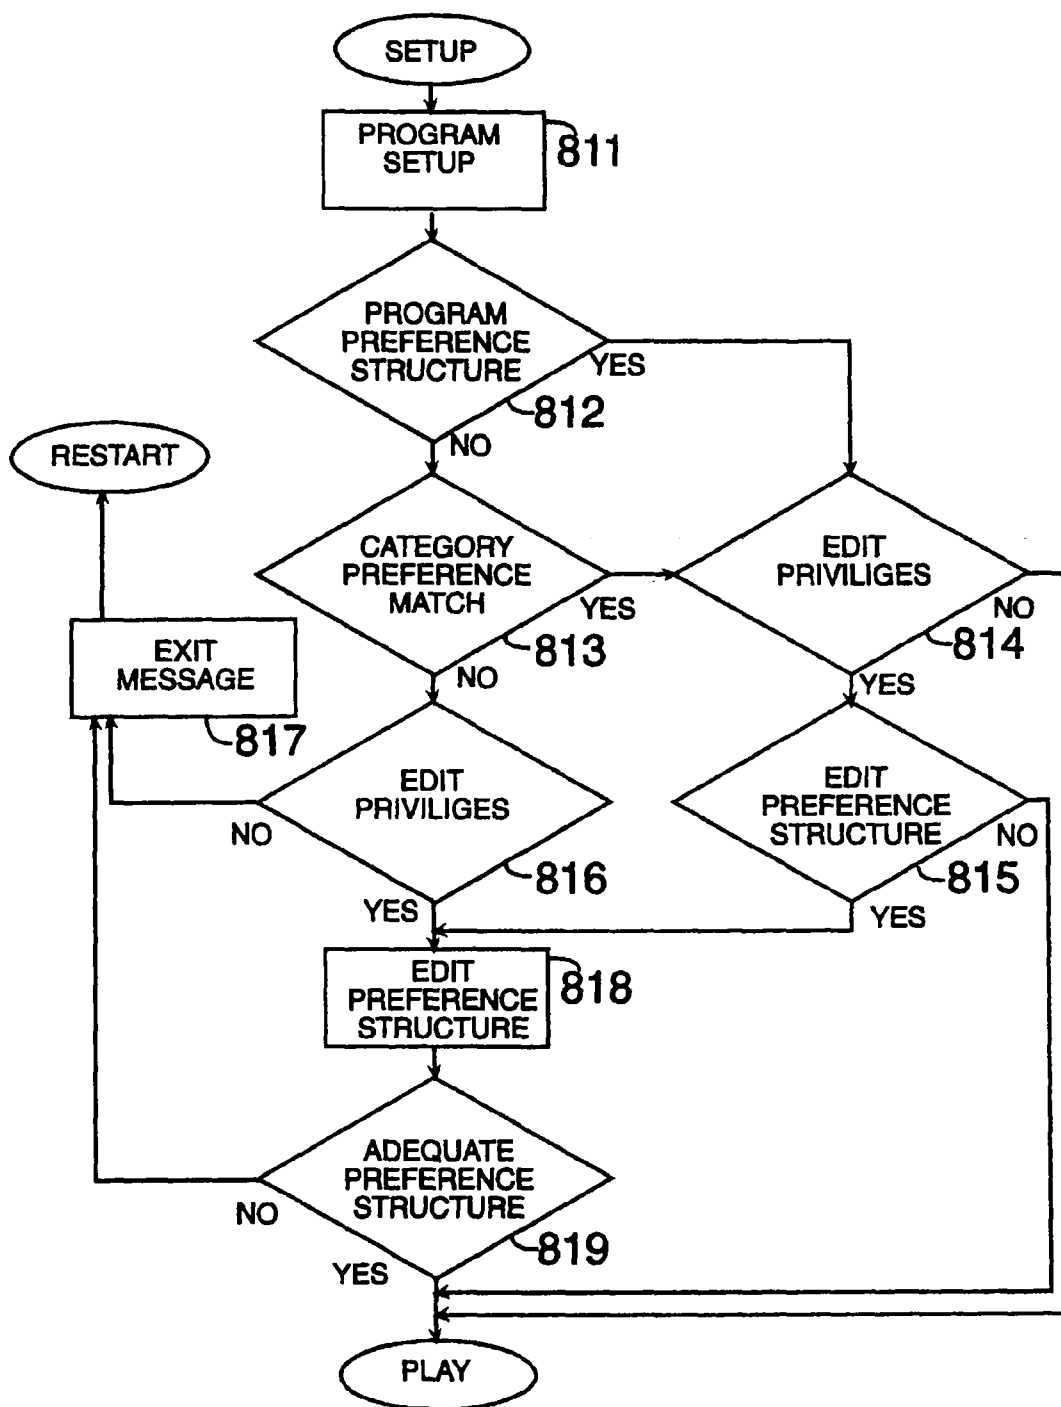 SETUP
PROGRAM
SETUP
811
PROGRAM
PREFERENCE
STRUCTURE
YES
812
NO
RESTART
CATEGORY
PREFERENCE
MATCH
YES
813
NO
EDIT
PRIVILIGES
NO
814
YES
EXIT
MESSAGE
817
EDIT
PRIVILIGES
NO
816
YES
EDIT
PREFERENCE
STRUCTURE
NO
815
YES
EDIT
PREFERENCE
STRUCTURE
818
ADEQUATE
PREFERENCE
STRUCTURE
NO
819
YES
PLAY